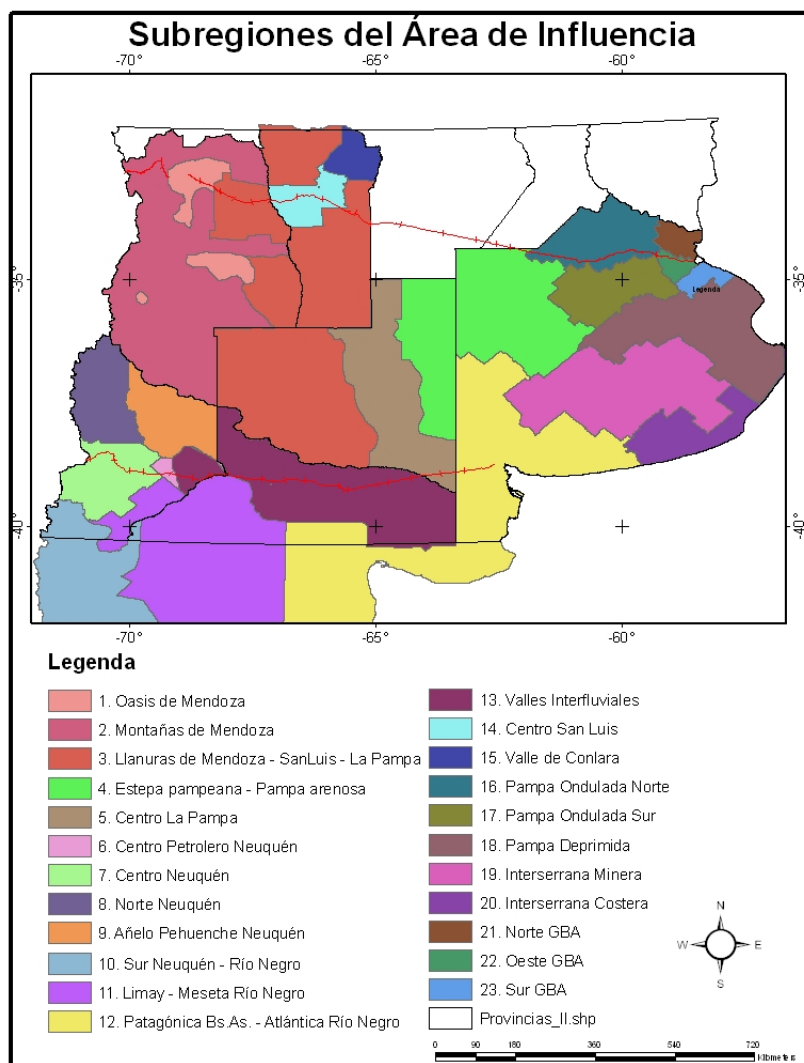 Subregiones del Área de Influencia
-70° -65° -60°
-35° -35°
Legenda
-40° -40°
-70° -65° -60°
Legenda
1. Oasis de Mendoza
2. Montañas de Mendoza
3. Llanuras de Mendoza - SanLuis - La Pampa
4. Estepa pampeana - Pampa arenosa
5. Centro La Pampa
6. Centro Petrolero Neuquén
7. Centro Neuquén
8. Norte Neuquén
9. Añelo Pehuenche Neuquén
10. Sur Neuquén - Río Negro
11. Limay - Meseta Río Negro
12. Patagónica Bs.As. - Atlántica Río Negro
13. Valles Interfluviales
14. Centro San Luis
15. Valle de Conlara
16. Pampa Ondulada Norte
17. Pampa Ondulada Sur
18. Pampa Deprimida
19. Interserrana Minera
20. Interserrana Costera
21. Norte GBA
22. Oeste GBA
23. Sur GBA
Provincias_II.shp
N
W E
S
0 90 180 360 540 720
Kilometers